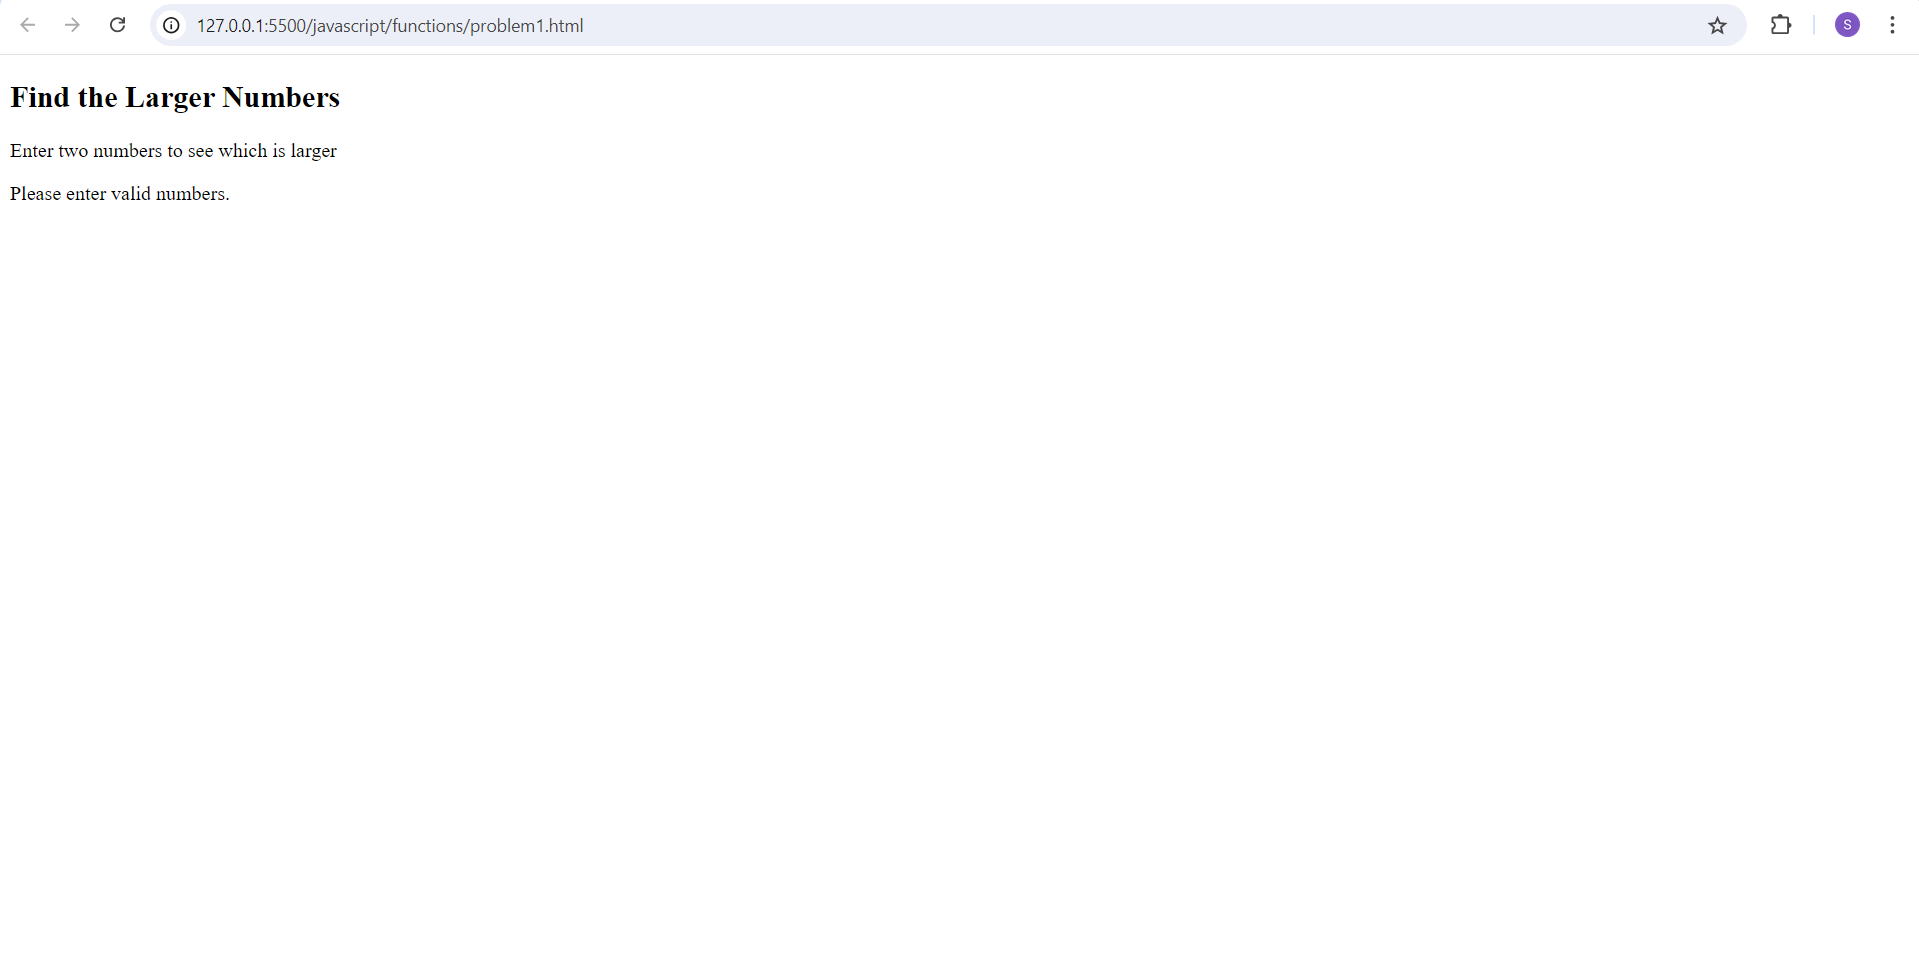 127.0.0.1:5500/javascript/functions/problem1.html
S
Find the Larger Numbers
Enter two numbers to see which is larger
Please enter valid numbers.